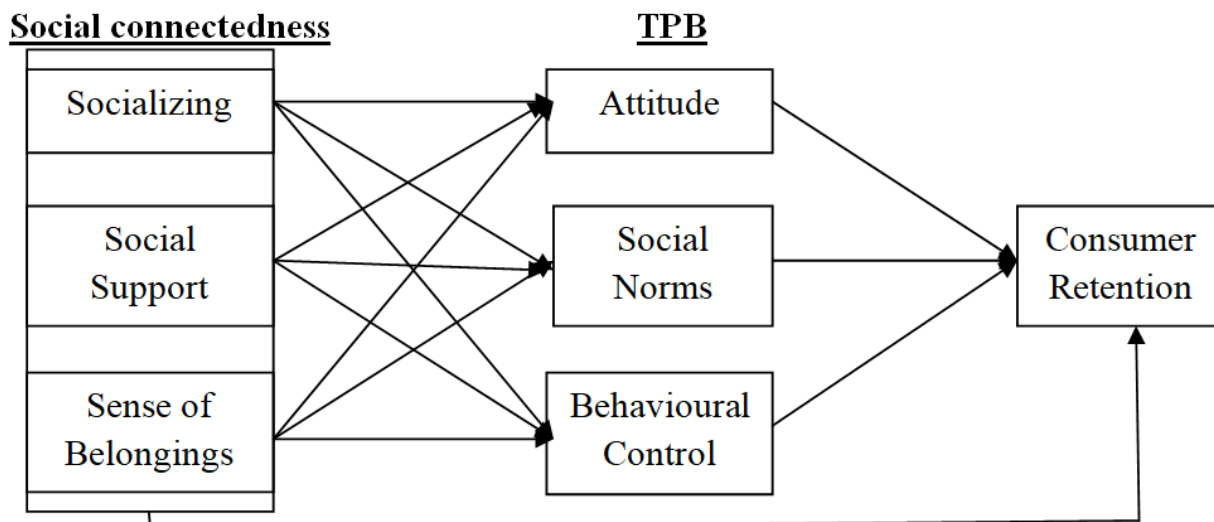 Social connectedness
TPB
Socializing
Attitude
Social
Support
Social
Norms
Consumer
Retention
Sense of
Belongings
Behavioural
Control